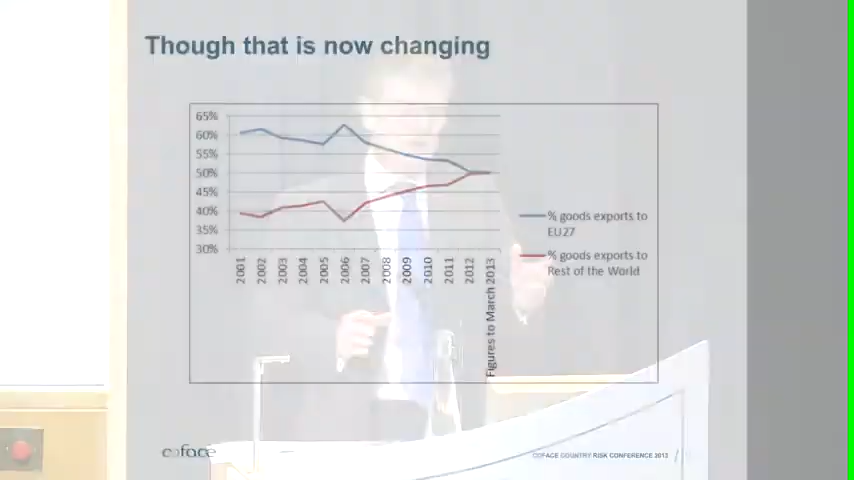 Though that is now changing
65%
60%
55%
50%
45%
40%
35%
30%
2001
2002
2003
2004
2005
2006
2007
2008
2009
2010
2011
2012
Figures to March 2013
% goods exports to
EU27
% goods exports to
Rest of the World
coface
COFACE COUNTRY RISK CONFERENCE 2013